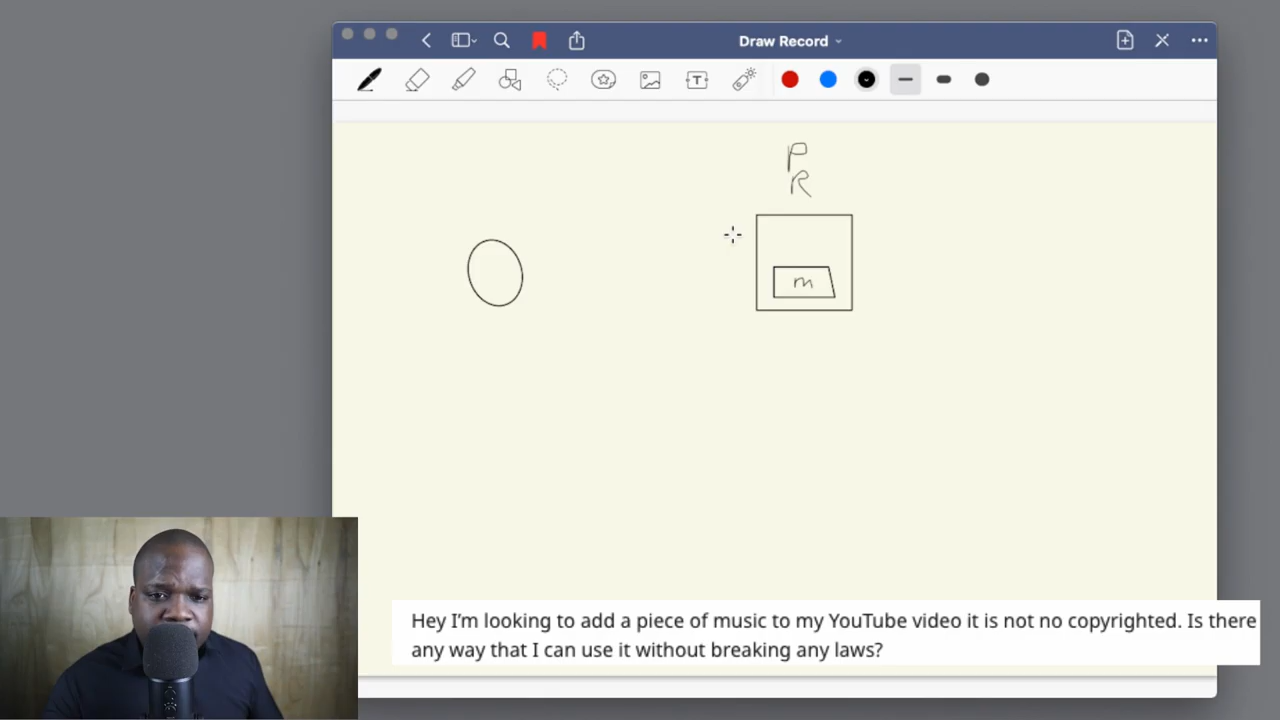 Draw Record
T
P
R
m
Hey I'm looking to add a piece of music to my YouTube video it is not no copyrighted. Is there
any way that I can use it without breaking any laws?